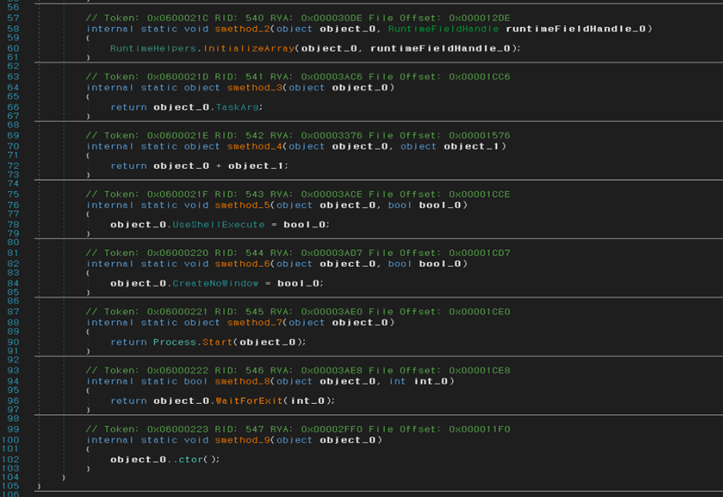 56
57 // Token: 0x0600021C RID: 540 RVA: 0x000030DE File Offset: 0x000012DE
58 internal static void smethod_2(object object_0, RuntimeFieldHandle runtimeFieldHandle_0)
59 {
60 RuntimeHelpers.InitializeArray(object_0, runtimeFieldHandle_0);
61 }
62
63 // Token: 0x0600021D RID: 541 RVA: 0x00003AC6 File Offset: 0x00001CC6
64 internal static object smethod_3(object object_0)
65 {
66 return object_0.TaskArg;
67 }
68
69 // Token: 0x0600021E RID: 542 RVA: 0x00003376 File Offset: 0x00001576
70 internal static object smethod_4(object object_0, object object_1)
71 {
72 return object_0 + object_1;
73 }
74
75 // Token: 0x0600021F RID: 543 RVA: 0x00003ACE File Offset: 0x00001CCE
76 internal static void smethod_5(object object_0, bool bool_0)
77 {
78 object_0.UseShellExecute = bool_0;
79 }
80
81 // Token: 0x06000220 RID: 544 RVA: 0x00003AD7 File Offset: 0x00001CD7
82 internal static void smethod_6(object object_0, bool bool_0)
83 {
84 object_0.CreateNoWindow = bool_0;
85 }
86
87 // Token: 0x06000221 RID: 545 RVA: 0x00003AE0 File Offset: 0x00001CE0
88 internal static object smethod_7(object object_0)
89 {
90 return Process.Start(object_0);
91 }
92
93 // Token: 0x06000222 RID: 546 RVA: 0x00003AE8 File Offset: 0x00001CE8
94 internal static bool smethod_8(object object_0, int int_0)
95 {
96 return object_0.WaitForExit(int_0);
97 }
98
99 // Token: 0x06000223 RID: 547 RVA: 0x00002FF0 File Offset: 0x000011F0
100 internal static void smethod_9(object object_0)
101 {
102 object_0..ctor();
103 }
104 }
105 }
106